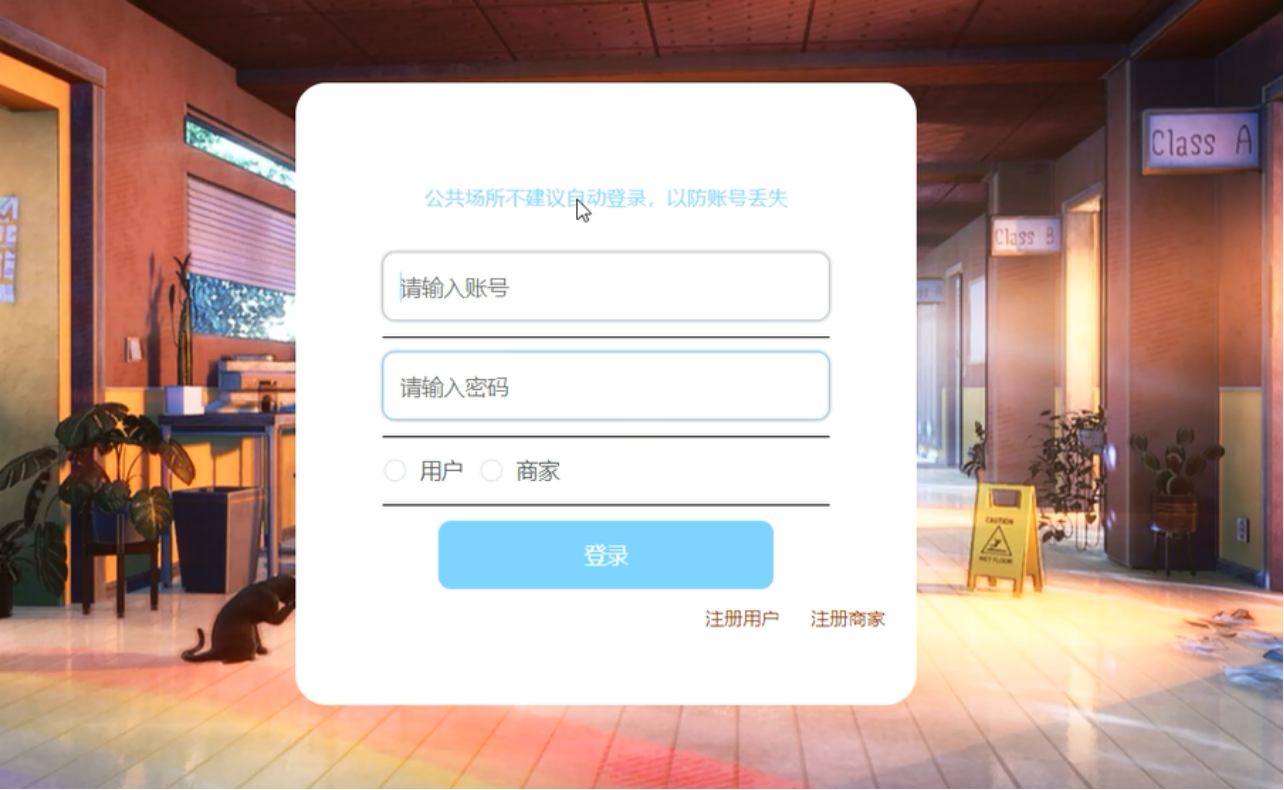 Class A
公共场所不建议自动登录，以防账号丢失
Class B
请输入账号
请输入密码
用户 商家
CAUTION
WET FLOOR
登录
注册用户 注册商家